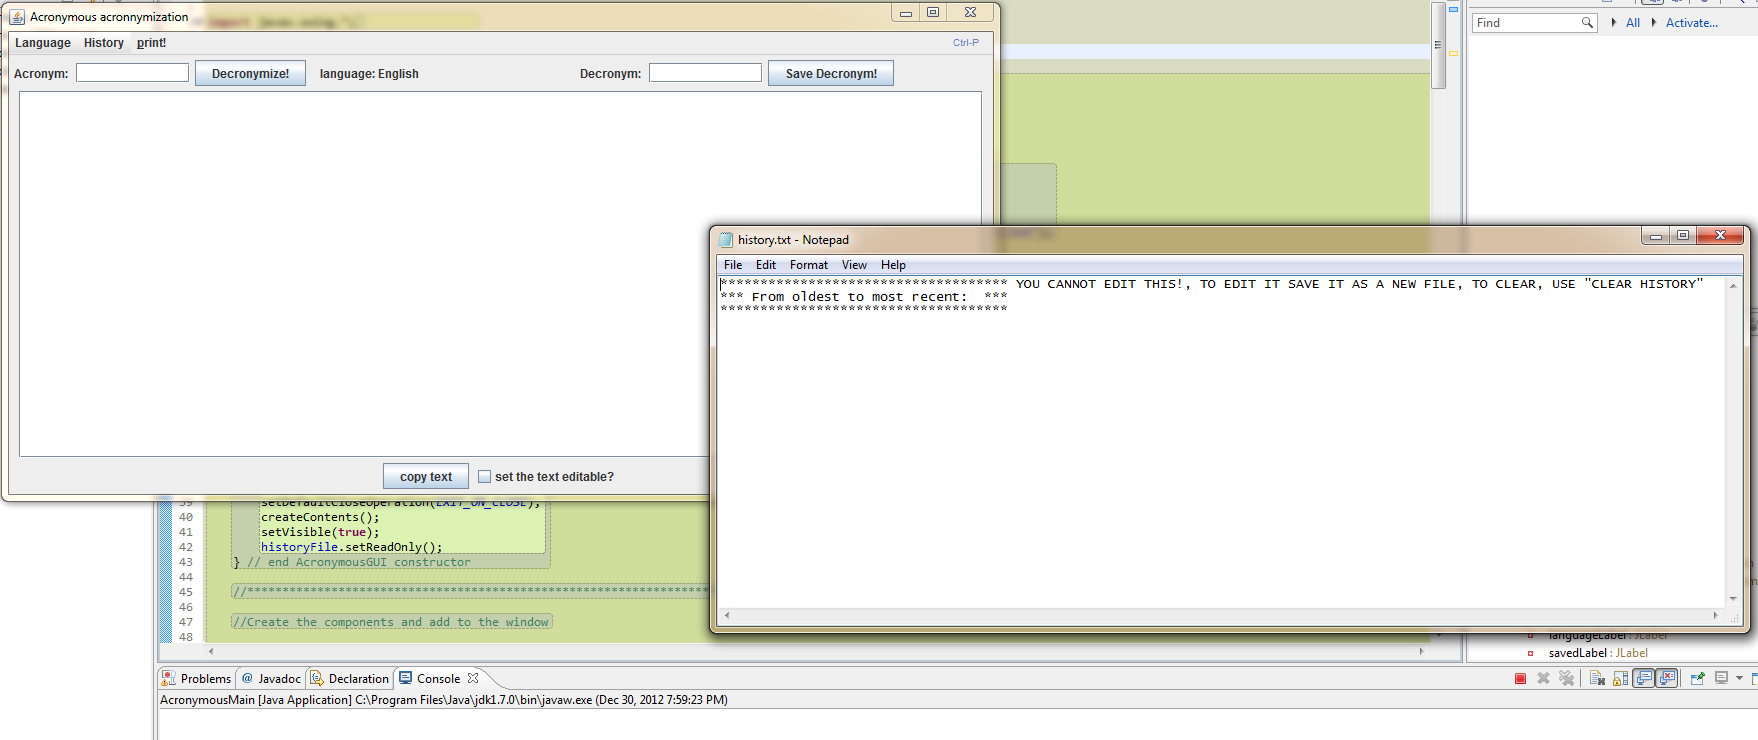 Acronymous acronnymization
Language History print! Ctrl-P
Acronym: Decronymize! language: English Decronym: Save Decronym!
copy text set the text editable?
Find All Activate...
history.txt - Notepad
File Edit Format View Help
************************************ YOU CANNOT EDIT THIS!, TO EDIT IT SAVE IT AS A NEW FILE, TO CLEAR, USE "CLEAR HISTORY"
*** From oldest to most recent:  ***
************************************
39 setDefaultCloseOperation(EXIT_ON_CLOSE);
40 createContents();
41 setVisible(true);
42 historyFile.setReadOnly();
43 } // end AcronymousGUI constructor
44
45 //******************************************************************
46
47 //Create the components and add to the window
48
languageLabel : JLabel
savedLabel : JLabel
Problems @ Javadoc Declaration Console
AcronymousMain [Java Application] C:\Program Files\Java\jdk1.7.0\bin\javaw.exe (Dec 30, 2012 7:59:23 PM)